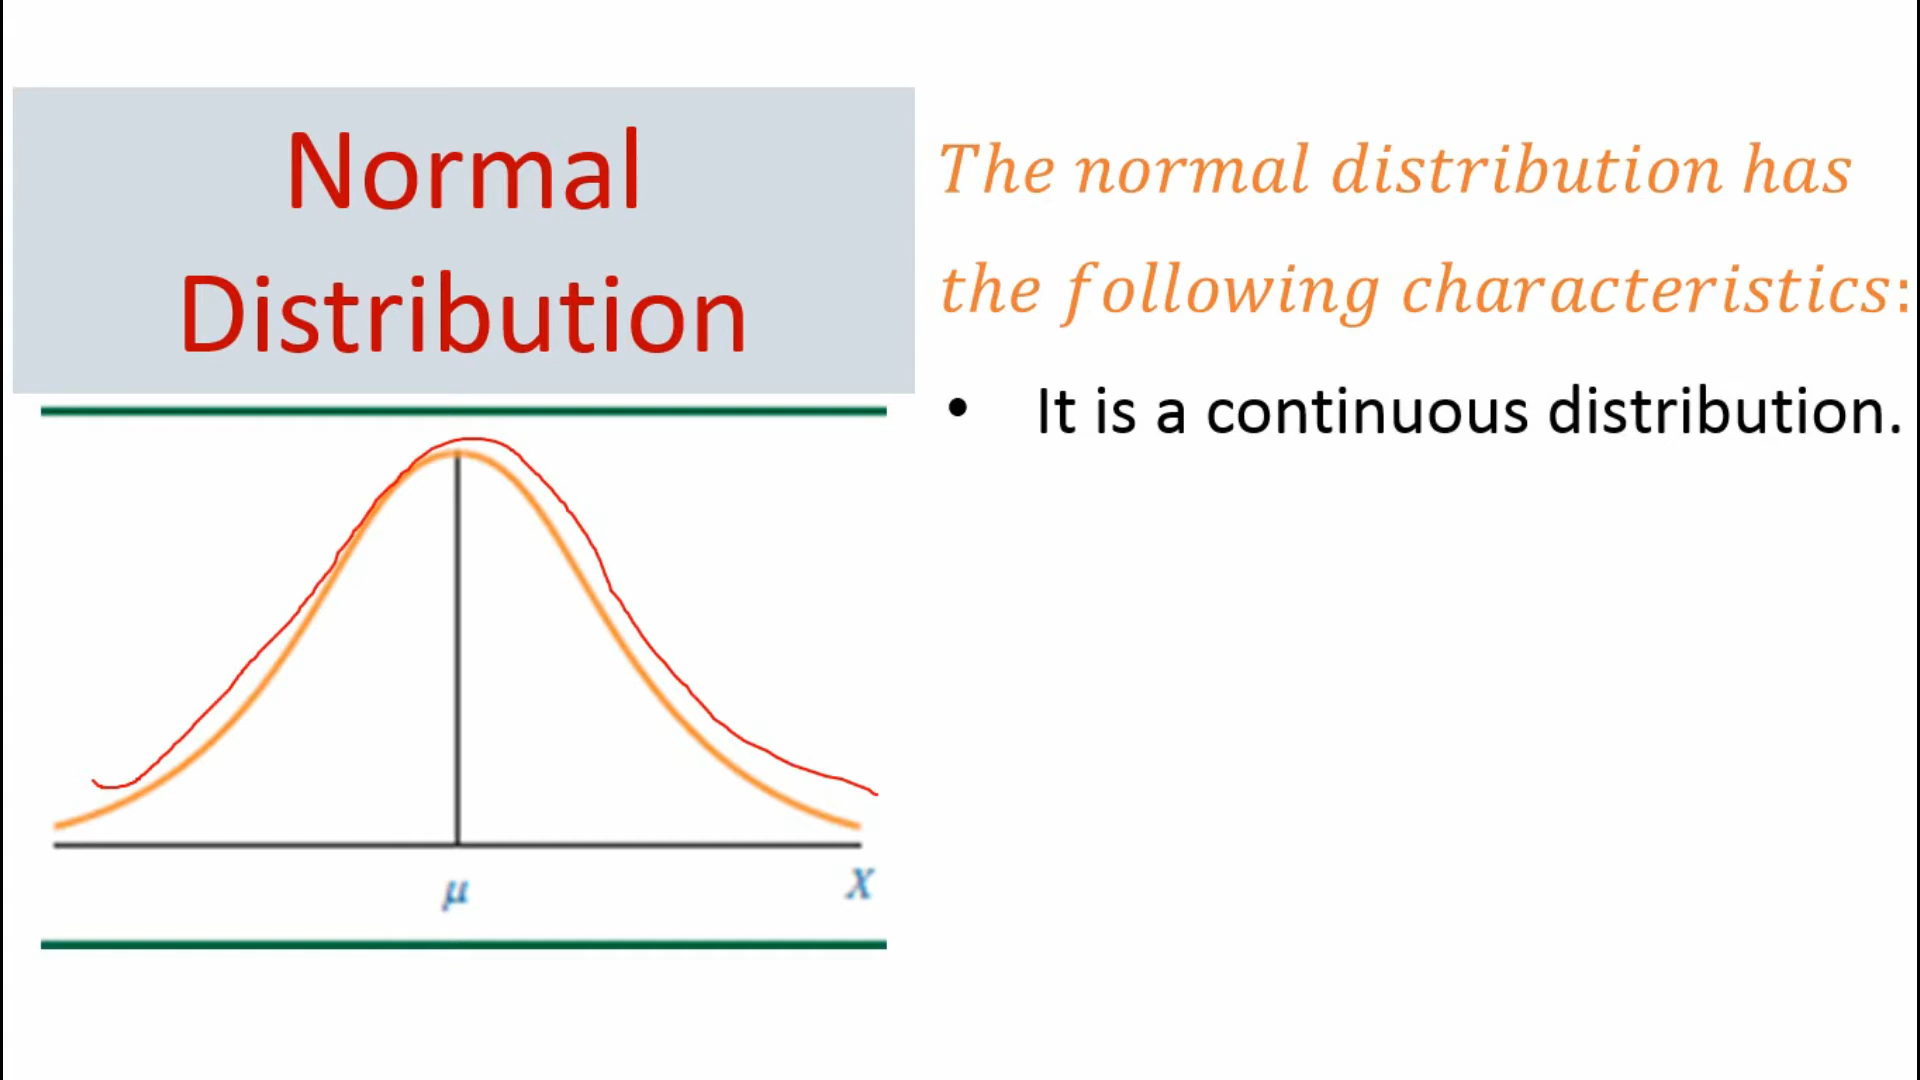 Normal
Distribution
The normal distribution has
the following characteristics:
• It is a continuous distribution.
μ
X